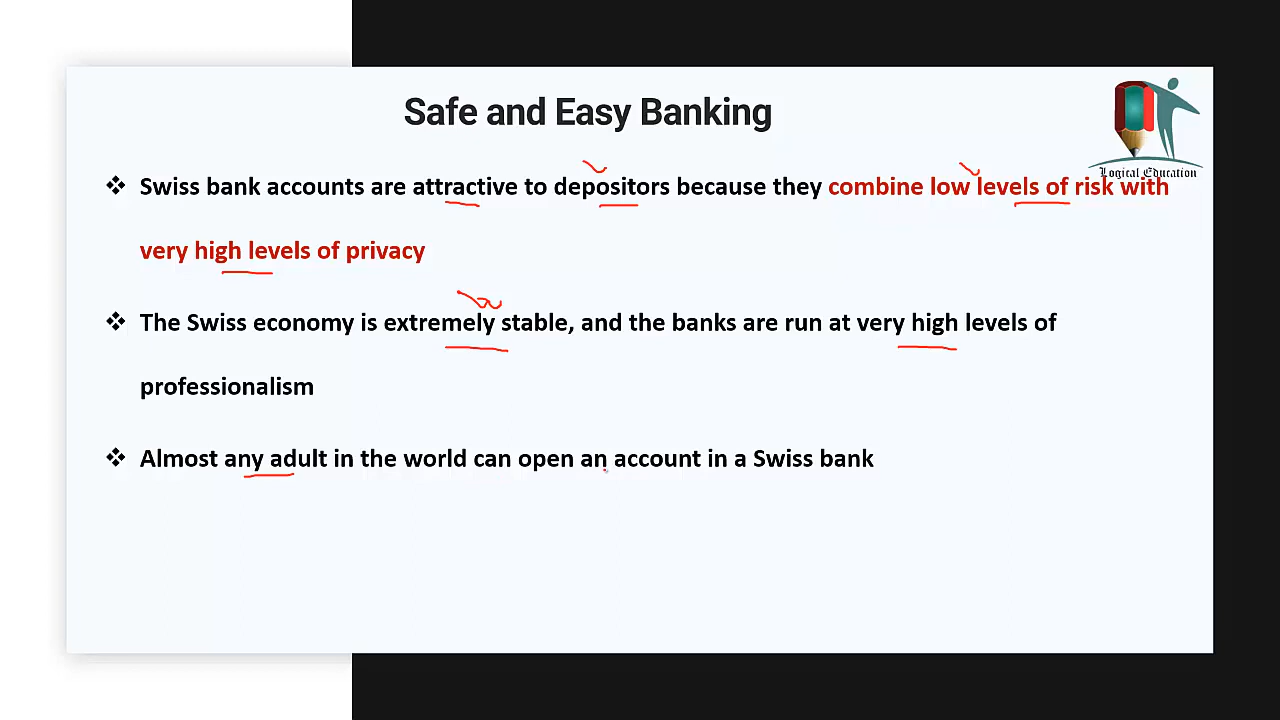 Safe and Easy Banking
Logical Education
❖ Swiss bank accounts are attractive to depositors because they combine low levels of risk with
very high levels of privacy
❖ The Swiss economy is extremely stable, and the banks are run at very high levels of
professionalism
❖ Almost any adult in the world can open an account in a Swiss bank